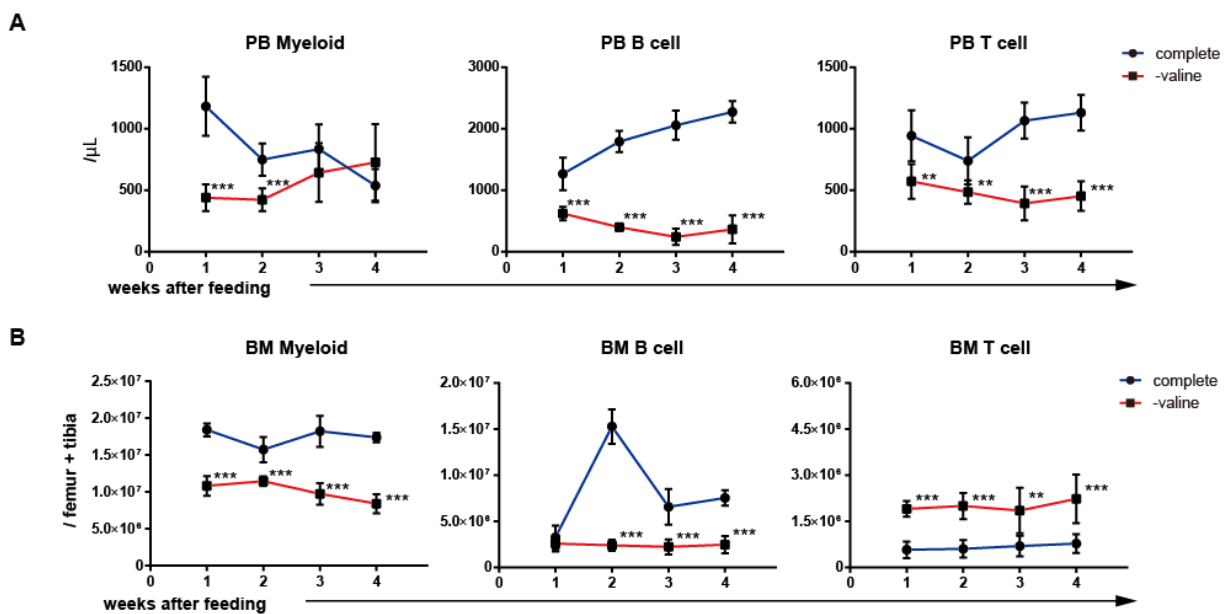 A
PB Myeloid
PB B cell
PB T cell
complete
-valine
/μL
1500
1000
500
0
3000
2000
1000
0
1500
1000
500
0
***
***
***
***
***
***
**
**
***
***
0 1 2 3 4
0 1 2 3 4
0 1 2 3 4
weeks after feeding
B
BM Myeloid
BM B cell
BM T cell
complete
-valine
/ femur + tibia
2.5×10⁷
2.0×10⁷
1.5×10⁷
1.0×10⁷
5.0×10⁶
0
2.0×10⁷
1.5×10⁷
1.0×10⁷
5.0×10⁶
0
6.0×10⁶
4.5×10⁶
3.0×10⁶
1.5×10⁶
0
***
***
***
***
***
***
***
***
***
**
***
0 1 2 3 4
0 1 2 3 4
0 1 2 3 4
weeks after feeding